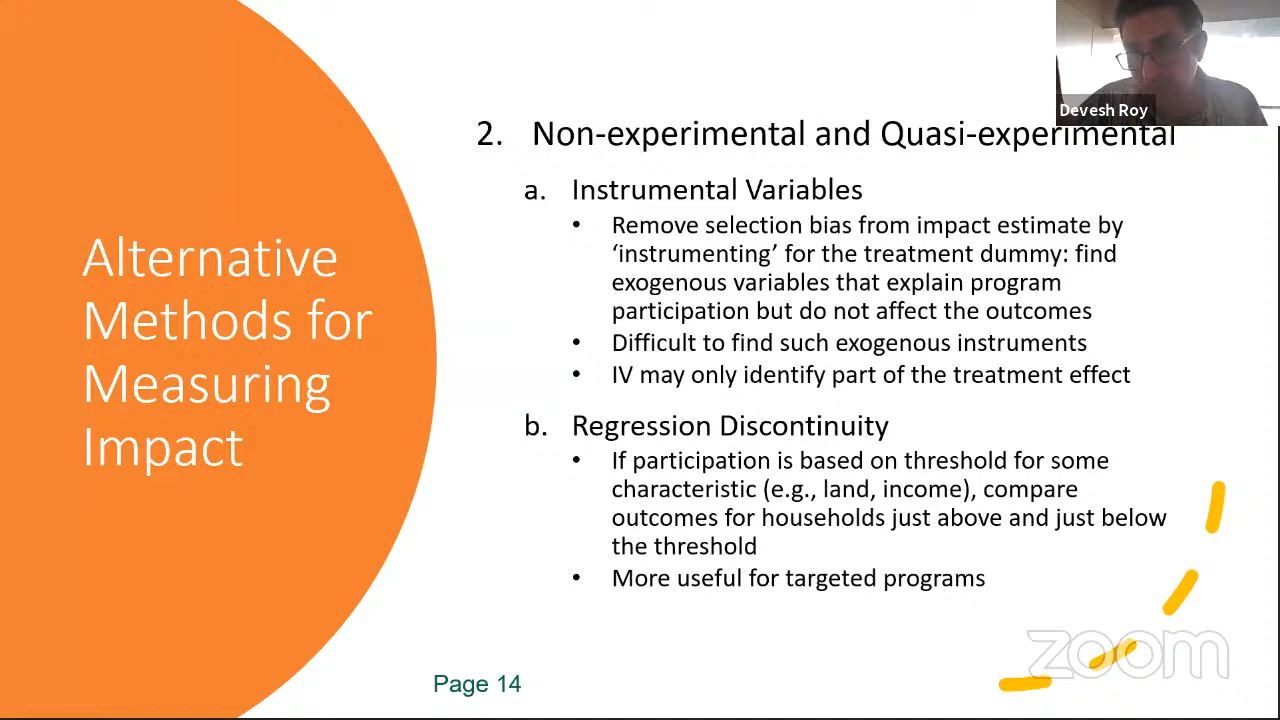 Devesh Roy
Alternative
Methods for
Measuring
Impact
2. Non-experimental and Quasi-experimental
a. Instrumental Variables
• Remove selection bias from impact estimate by
‘instrumenting’ for the treatment dummy: find
exogenous variables that explain program
participation but do not affect the outcomes
• Difficult to find such exogenous instruments
• IV may only identify part of the treatment effect
b. Regression Discontinuity
• If participation is based on threshold for some
characteristic (e.g., land, income), compare
outcomes for households just above and just below
the threshold
• More useful for targeted programs
Page 14
zoom